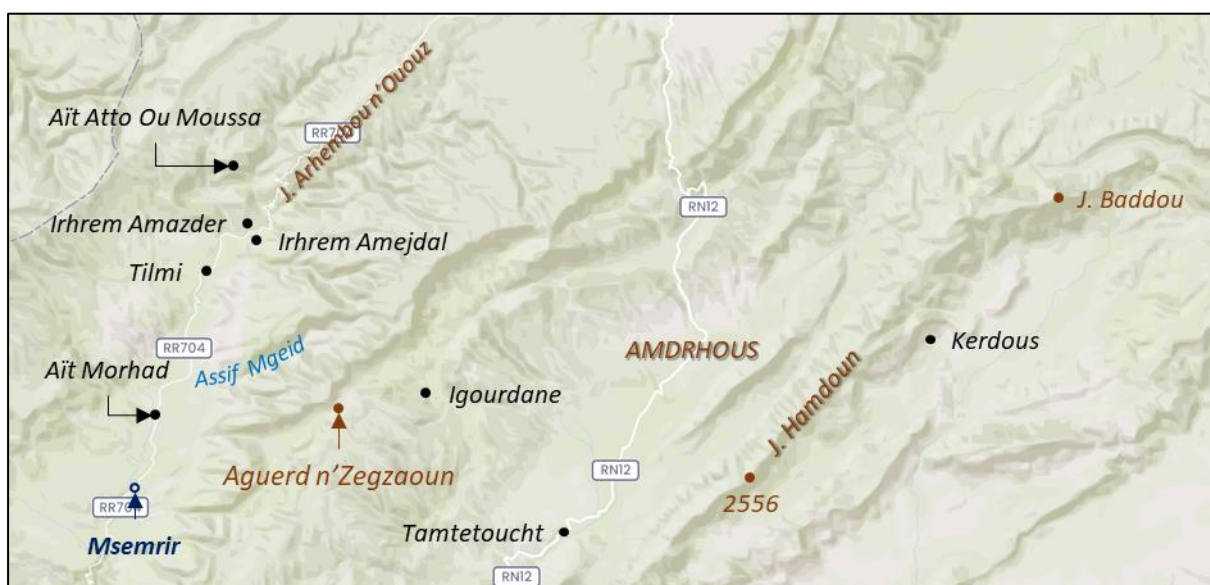 J. Arhembou n'Ououz
Aït Atto Ou Moussa
RR704
J. Baddou
RN12
Irhrem Amazder
Irhrem Amejdal
Tilmi
RR704
Assif Mgeid
AMDRHOUS
Kerdous
Aït Morhad
Igourdane
J. Hamdoun
Aguerd n'Zegzaoun
RN12
2556
RR704
Msemrir
Tamtetoucht
RN12